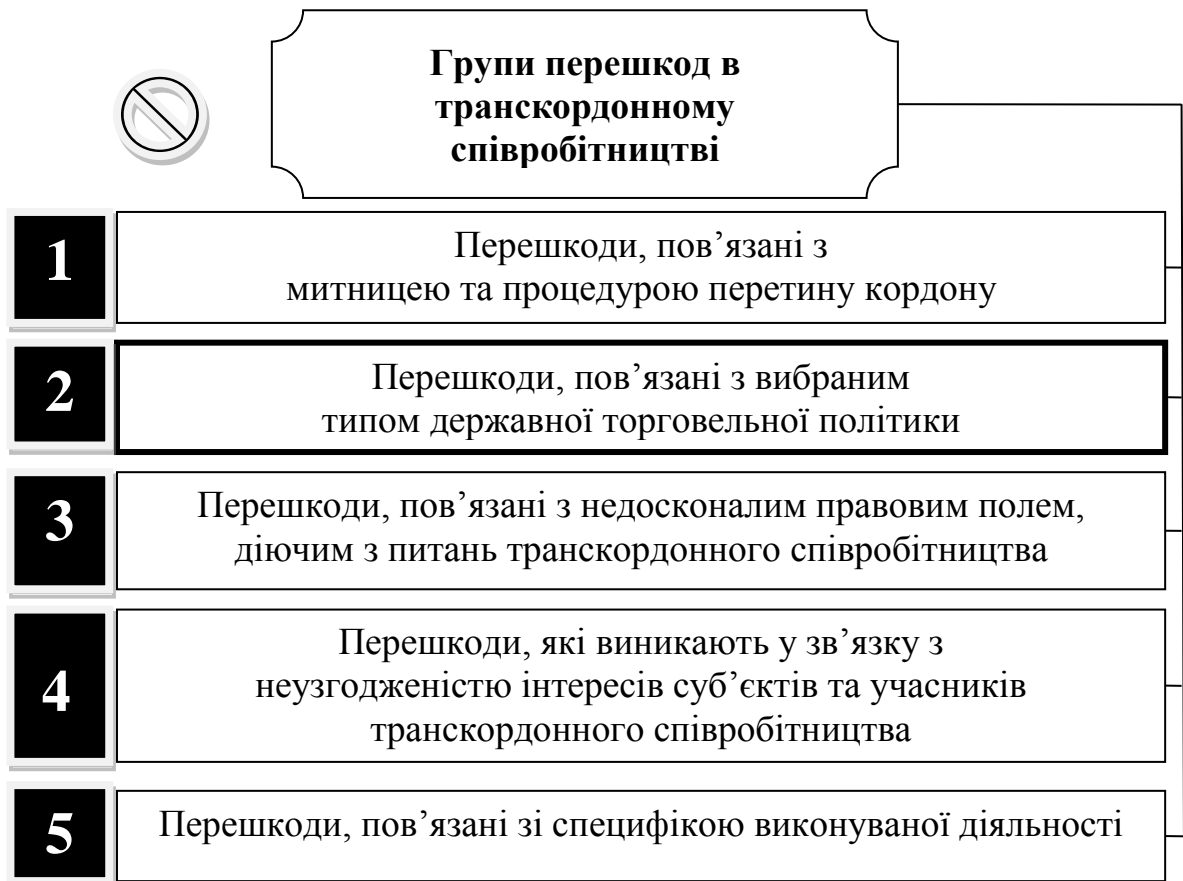 Групи перешкод в
транскордонному
співробітництві
1
Перешкоди, пов’язані з
митницею та процедурою перетину кордону
2
Перешкоди, пов’язані з вибраним
типом державної торговельної політики
3
Перешкоди, пов’язані з недосконалим правовим полем,
діючим з питань транскордонного співробітництва
4
Перешкоди, які виникають у зв’язку з
неузгодженістю інтересів суб’єктів та учасників
транскордонного співробітництва
5
Перешкоди, пов’язані зі специфікою виконуваної діяльності